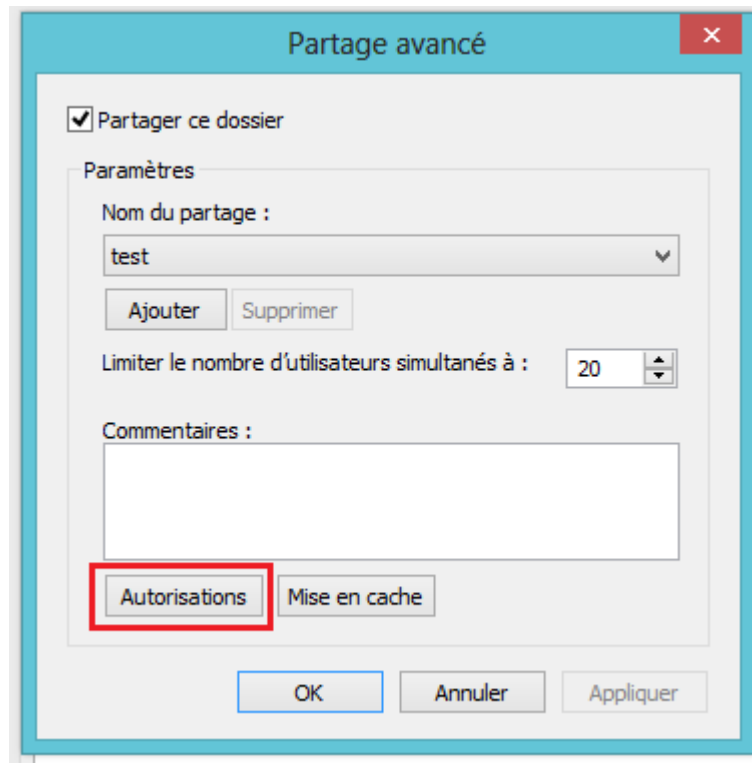 Partage avancé
Partager ce dossier
Paramètres
Nom du partage :
test
Ajouter Supprimer
Limiter le nombre d’utilisateurs simultanés à : 20
Commentaires :
Autorisations Mise en cache
OK Annuler Appliquer